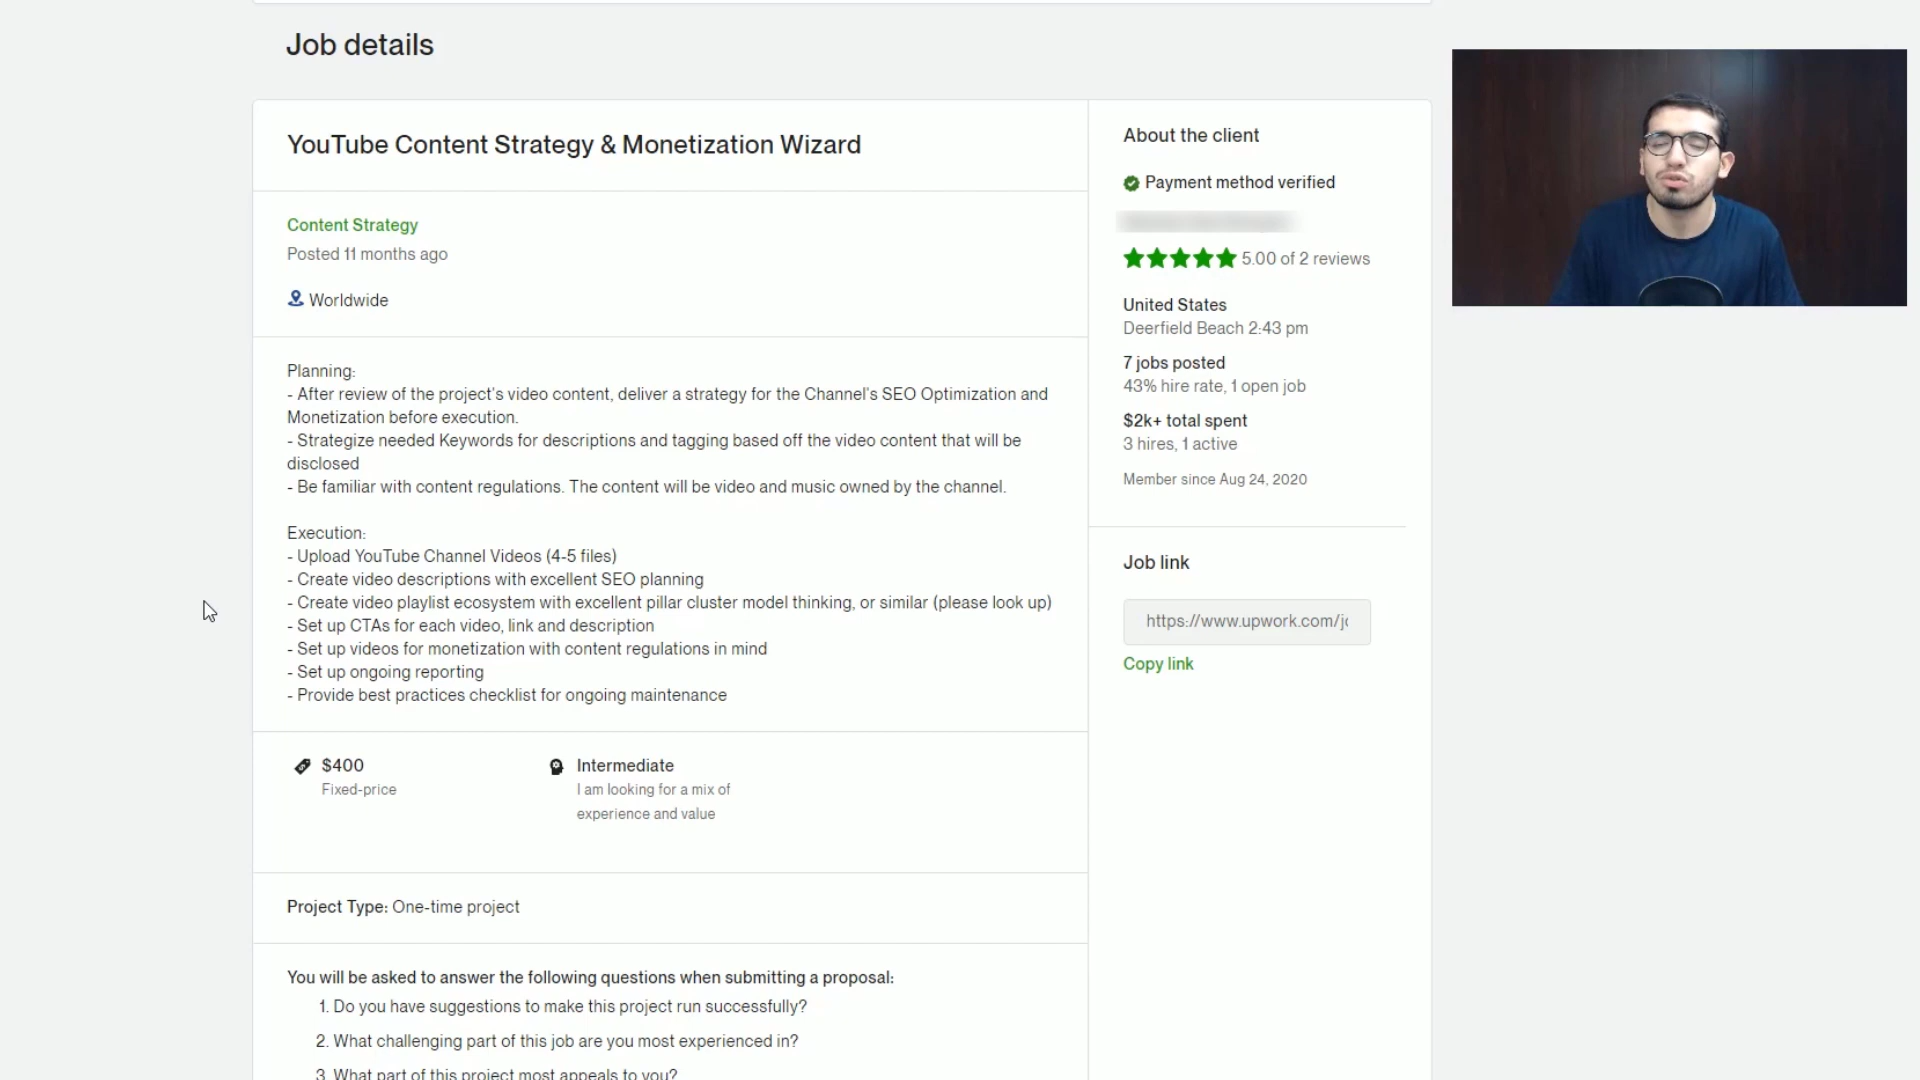 Job details
YouTube Content Strategy & Monetization Wizard
Content Strategy
Posted 11 months ago
Worldwide
Planning:
- After review of the project's video content, deliver a strategy for the Channel's SEO Optimization and
Monetization before execution.
- Strategize needed Keywords for descriptions and tagging based off the video content that will be
disclosed
- Be familiar with content regulations. The content will be video and music owned by the channel.
Execution:
- Upload YouTube Channel Videos (4-5 files)
- Create video descriptions with excellent SEO planning
- Create video playlist ecosystem with excellent pillar cluster model thinking, or similar (please look up)
- Set up CTAs for each video, link and description
- Set up videos for monetization with content regulations in mind
- Set up ongoing reporting
- Provide best practices checklist for ongoing maintenance
$400
Fixed-price
Intermediate
I am looking for a mix of
experience and value
Project Type: One-time project
You will be asked to answer the following questions when submitting a proposal:
1. Do you have suggestions to make this project run successfully?
2. What challenging part of this job are you most experienced in?
3. What part of this project most appeals to you?
About the client
Payment method verified
5.00 of 2 reviews
United States
Deerfield Beach 2:43 pm
7 jobs posted
43% hire rate, 1 open job
$2k+ total spent
3 hires, 1 active
Member since Aug 24, 2020
Job link
https://www.upwork.com/jo
Copy link